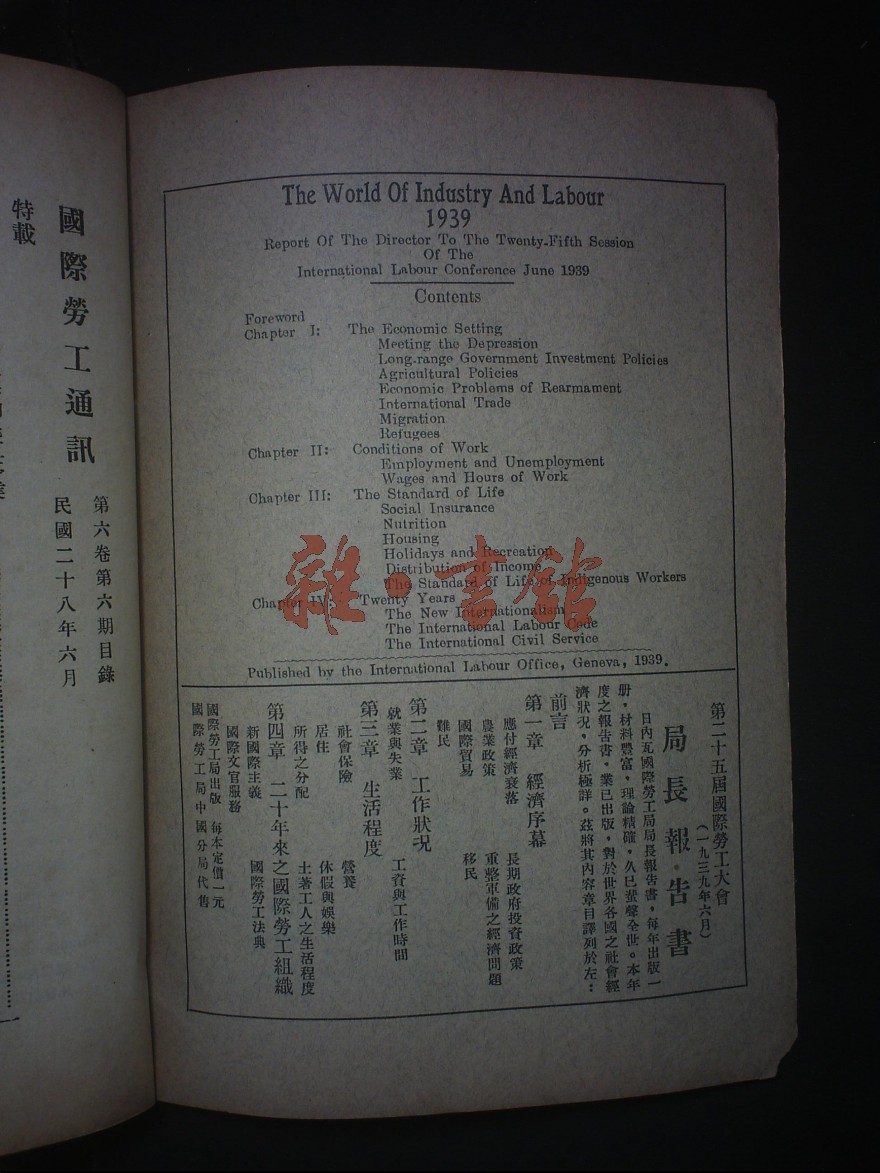 國際勞工通訊
第六卷第六期目錄
民國二十八年六月
特載
The World Of Industry And Labour
1939
Report Of The Director To The Twenty-Fifth Session
Of The
International Labour Conference June 1939
Contents
Foreword
Chapter I: The Economic Setting
Meeting the Depression
Long-range Government Investment Policies
Agricultural Policies
Economic Problems of Rearmament
International Trade
Migration
Refugees
Chapter II: Conditions of Work
Employment and Unemployment
Wages and Hours of Work
Chapter III: The Standard of Life
Social Insurance
Nutrition
Housing
Holidays and Recreation
Distribution of Income
The Standard of Life of Indigenous Workers
Chapter IV: Twenty Years
The New Internationalism
The International Labour Code
The International Civil Service
Published by the International Labour Office, Geneva, 1939.
雜·書館
第二十五屆國際勞工大會
(一九三九年六月)
局長報告書
日內瓦國際勞工局局長報告書,每年出版一
册,材料豐富,理論精確,久已蜚聲全世。本年
度之報告書,業已出版,對於世界各國之社會經
濟狀況,分析極詳。茲將其內容章目譯列於左:
前言
第一章 經濟序幕
應付經濟衰落 長期政府投資政策
農業政策 重整軍備之經濟問題
國際貿易 移民
難民
第二章 工作狀況
就業與失業 工資與工作時間
第三章 生活程度
社會保險 營養
居住 休假與娛樂
所得之分配 土著工人之生活程度
第四章 二十年來之國際勞工組織
新國際主義 國際勞工法典
國際文官服務
國際勞工局出版 每本定價一元
國際勞工局中國分局代售